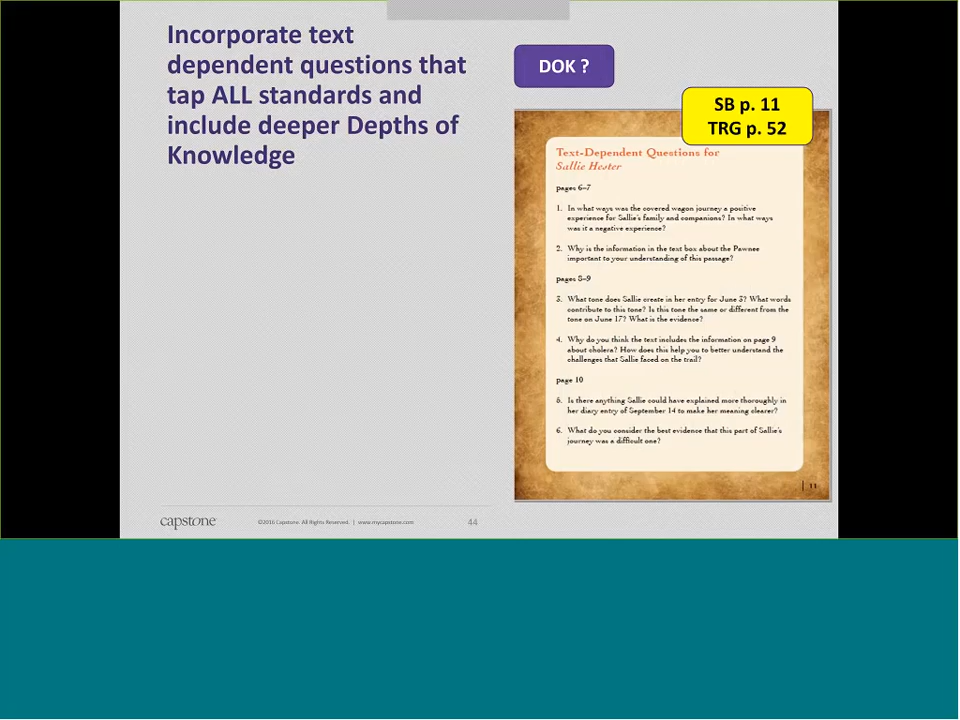 Incorporate text
dependent questions that
tap ALL standards and
include deeper Depths of
Knowledge
DOK ?
SB p. 11
TRG p. 52
Text-Dependent Questions for
Sallie Hester
pages 6–7
1. In what ways was the covered wagon journey a positive
experience for Sallie's family and companions? In what ways
was it a negative experience?
2. Why is the information in the text box about the Pawnee
important to your understanding of this passage?
pages 8–9
3. What tone does Sallie create in her entry for June 3? What words
contribute to this tone? Is this tone the same or different from the
tone on June 17? What is the evidence?
4. Why do you think the text includes the information on page 9
about cholera? How does this help you to better understand the
challenges that Sallie faced on the trail?
page 10
5. Is there anything Sallie could have explained more thoroughly in
her diary entry of September 14 to make her meaning clearer?
6. What do you consider the best evidence that this part of Sallie's
journey was a difficult one?
| 11
capstone
©2016 Capstone. All Rights Reserved. | www.mycapstone.com
44